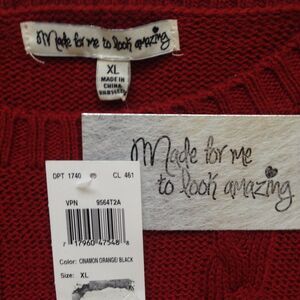 Made for me to look amazing
XL
MADE IN
CHINA
Made for me
to look amazing
DPT 1740
CL 461
VPN
9564T2A
7 17960 47548 8
Color: CINAMON ORANGE/ BLACK
Size: XL